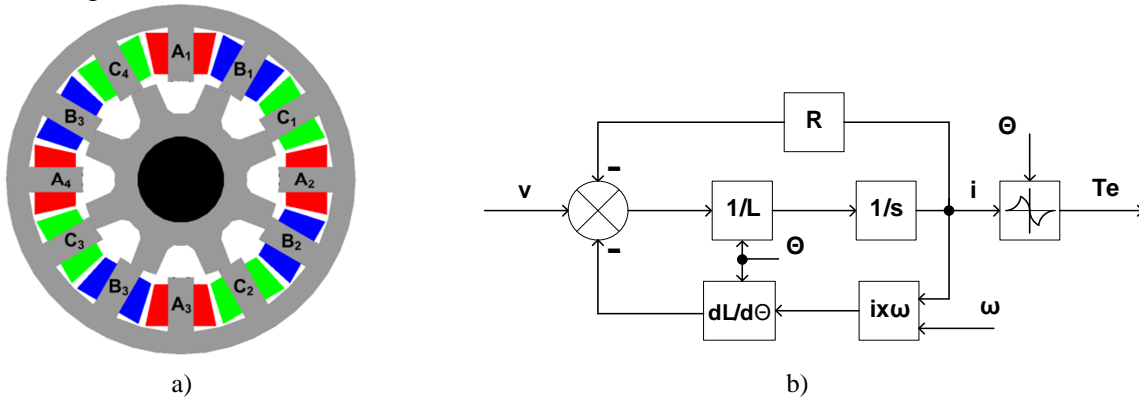 A₁
B₁
C₁
A₂
B₂
C₂
A₃
B₃
C₃
A₄
B₃
C₄
a)
v
-
-
R
1/L
1/s
i
Θ
Te
Θ
dL/dΘ
ixω
ω
b)